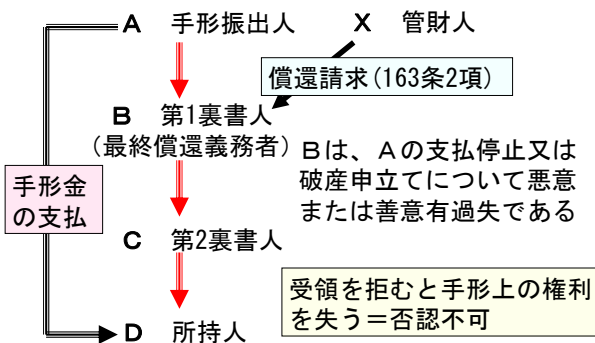 A 手形振出人 X 管財人
償還請求(163条2項)
B 第1裏書人
(最終償還義務者)
Bは、Aの支払停止又は
破産申立てについて悪意
または善意有過失である
手形金
の支払
C 第2裏書人
受領を拒むと手形上の権利
を失う=否認不可
D 所持人